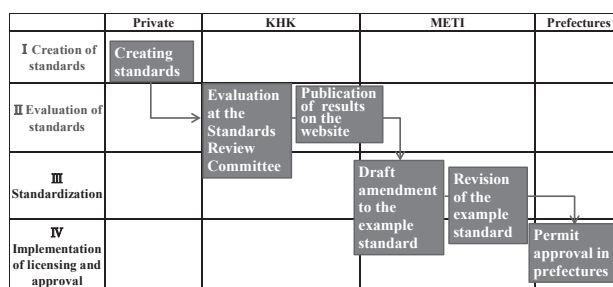 Private
KHK
METI
Prefectures
Ⅰ Creation of
standards
Creating
standards
Ⅱ Evaluation of
standards
Evaluation
at the
Standards
Review
Committee
Publication
of results
on the
website
Ⅲ
Standardization
Draft
amendment
to the
example
standard
Revision
of the
example
standard
Ⅳ
Implementation
of licensing and
approval
Permit
approval in
prefectures